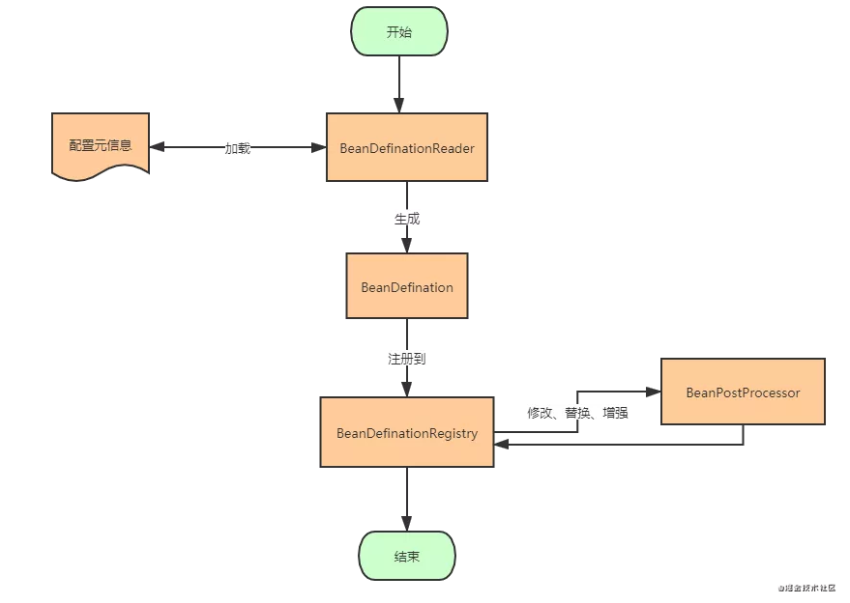 开始
配置元信息
加载
BeanDefinationReader
生成
BeanDefination
注册到
BeanDefinationRegistry
修改、替换、增强
BeanPostProcessor
结束
@掘金技术社区